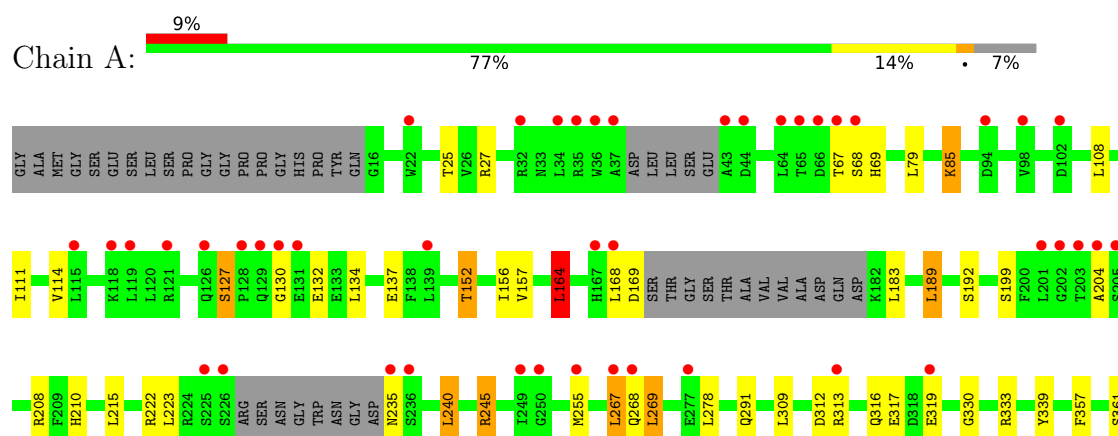 9%
Chain A:
77% 14% • 7%
GLY ALA MET GLY SER GLU SER LEU SER PRO GLY GLY PRO PRO GLY HIS PRO TYR GLN G16 W22 T25 V26 R27 R32 N33 L34 R35 W36 A37 ASP LEU LEU SER GLU A43 D44 L64 T65 D66 T67 S68 H69 L79 K85 D94 V98 D102 L108
I111 V114 L115 K118 L119 L120 R121 Q126 S127 P128 Q129 G130 E131 E132 E133 L134 E137 F138 L139 T152 I156 V157 L164 H167 L168 D169 SER THR GLY SER THR ALA VAL VAL ALA ASP GLN ASP K182 L183 L189 S192 S199 F200 L201 G202 T203 A204 S205
R208 F209 H210 L215 R222 L223 R224 S225 S226 ARG SER ASN GLY TRP ASN GLY ASP N235 S236 L240 R245 I249 G250 M255 L267 Q268 L269 E277 L278 Q291 L309 D312 R313 Q316 E317 D318 E319 G330 R333 Y339 F357